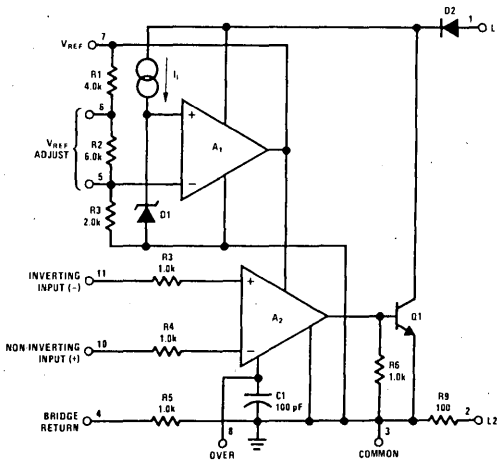 D2
1
L
V REF
7
R1
4.0k
I₁
6
V REF
ADJUST
R2
6.0k
+
A₁
5
−
R3
2.0k
D1
INVERTING
INPUT (−)
11
R3
1.0k
+
A₂
Q1
NON-INVERTING
INPUT (+)
10
R4
1.0k
−
R6
1.0k
C1
100 pF
BRIDGE
RETURN
4
R5
1.0k
R9
100
2
L2
8
OVER
3
COMMON